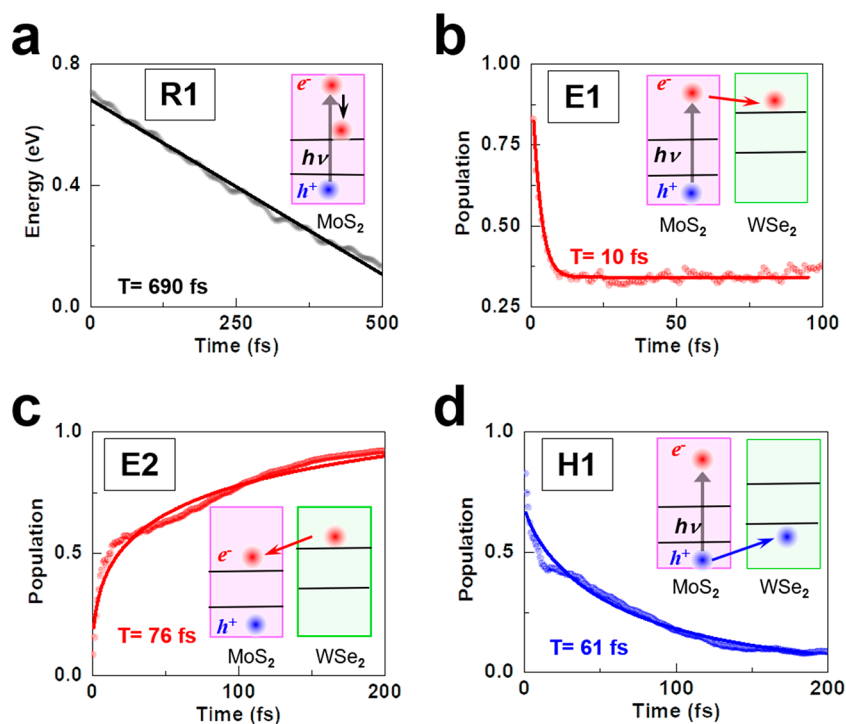 a
R1
e⁻
hν
h⁺
MoS₂
0.8
0.4
0.0
Energy (eV)
T= 690 fs
0
250
500
Time (fs)
b
E1
e⁻
hν
h⁺
MoS₂
WSe₂
1.00
0.75
0.50
0.25
Population
T= 10 fs
0
50
100
Time (fs)
c
E2
e⁻
h⁺
MoS₂
WSe₂
1.0
0.5
0.0
Population
T= 76 fs
0
100
200
Time (fs)
d
H1
e⁻
hν
h⁺
MoS₂
WSe₂
1.0
0.5
0.0
Population
T= 61 fs
0
100
200
Time (fs)